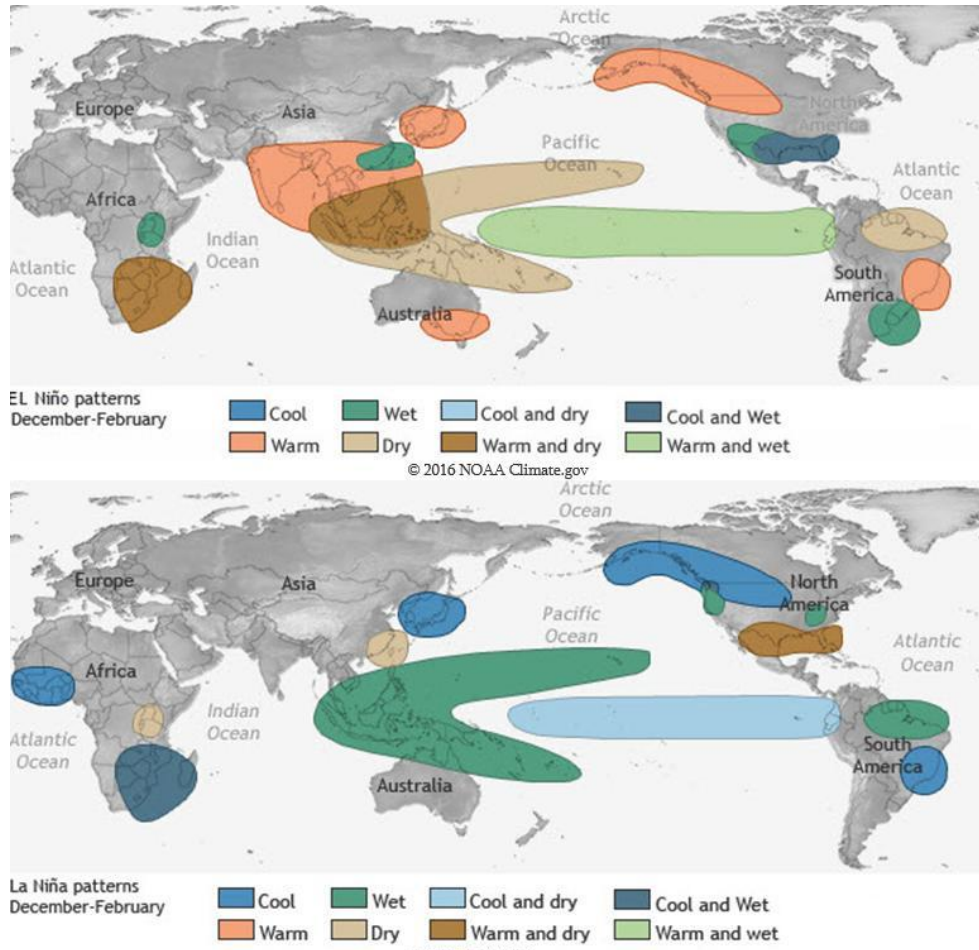 Arctic
Ocean
Europe
Asia
North
America
Pacific
Ocean
Atlantic
Ocean
Africa
Indian
Ocean
Atlantic
Ocean
South
America
Australia
EL Niño patterns
December-February
Cool
Wet
Cool and dry
Cool and Wet
Warm
Dry
Warm and dry
Warm and wet
© 2016 NOAA Climate.gov
Arctic
Ocean
Europe
Asia
North
America
Pacific
Ocean
Atlantic
Ocean
Africa
Indian
Ocean
Atlantic
Ocean
South
America
Australia
La Niña patterns
December-February
Cool
Wet
Cool and dry
Cool and Wet
Warm
Dry
Warm and dry
Warm and wet